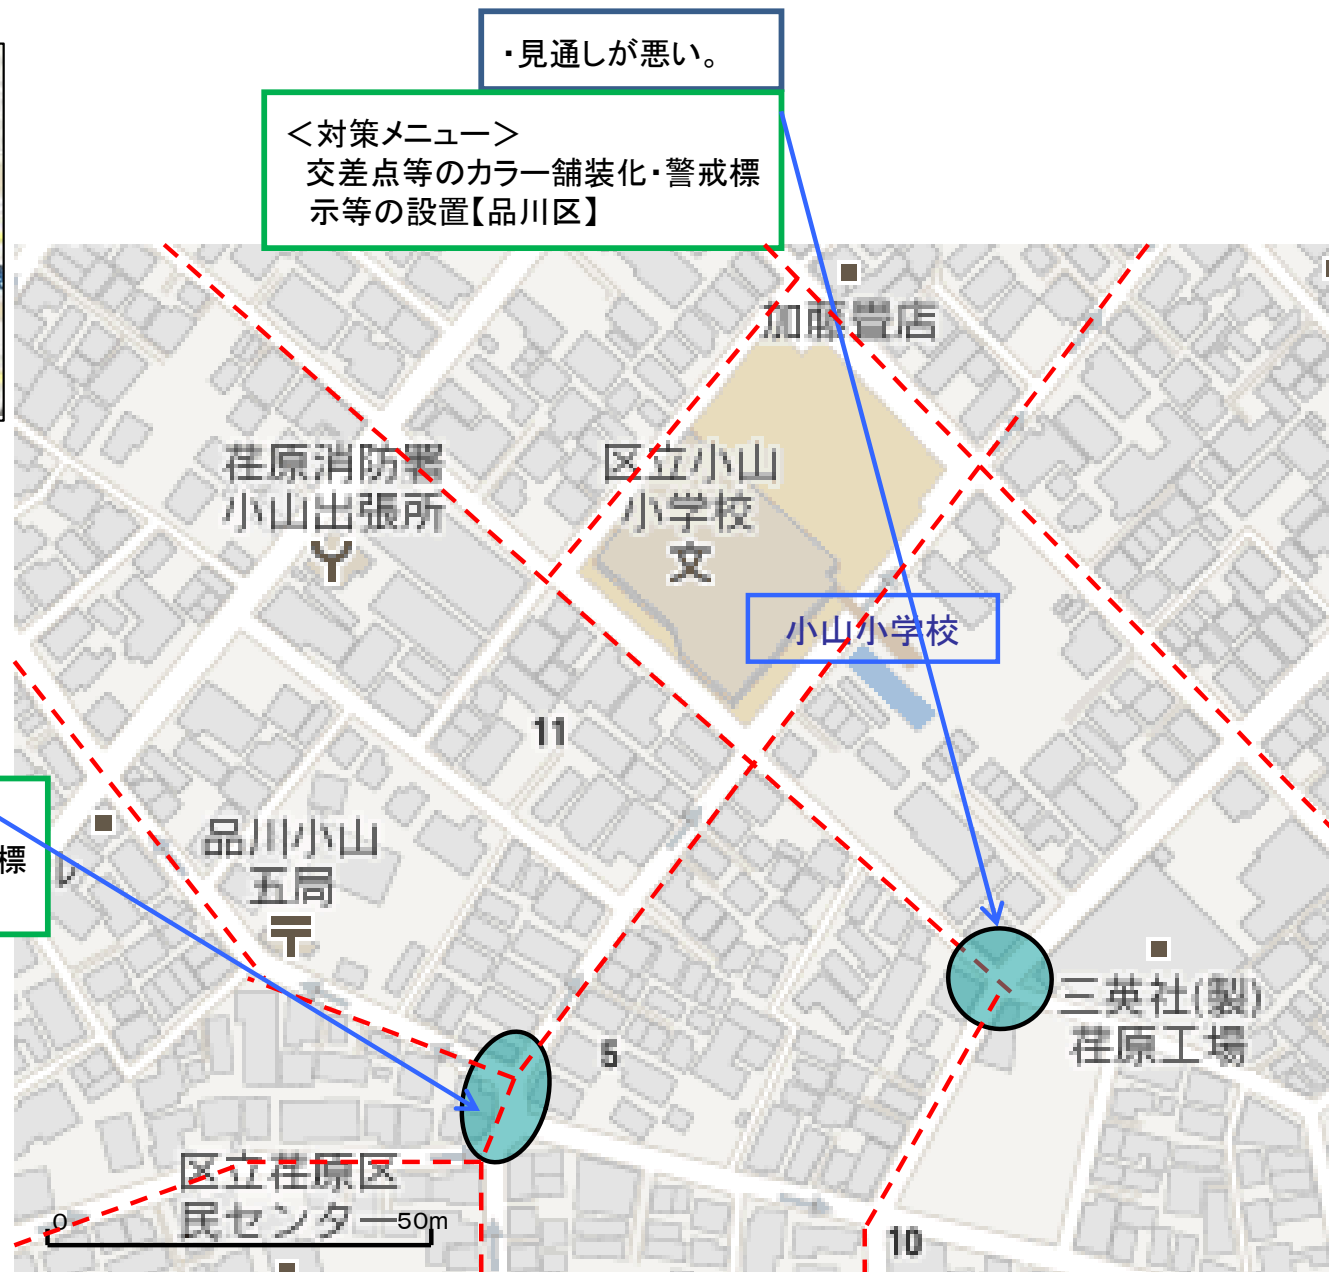 ・見通しが悪い。
＜対策メニュー＞
交差点等のカラー舗装化・警戒標
示等の設置【品川区】
加藤畳店
荏原消防署
小山出張所
区立小山
小学校
文
小山小学校
11
標
品川小山
五局
三英社(製)
荏原工場
5
区立荏原区
民センター
0
50m
10